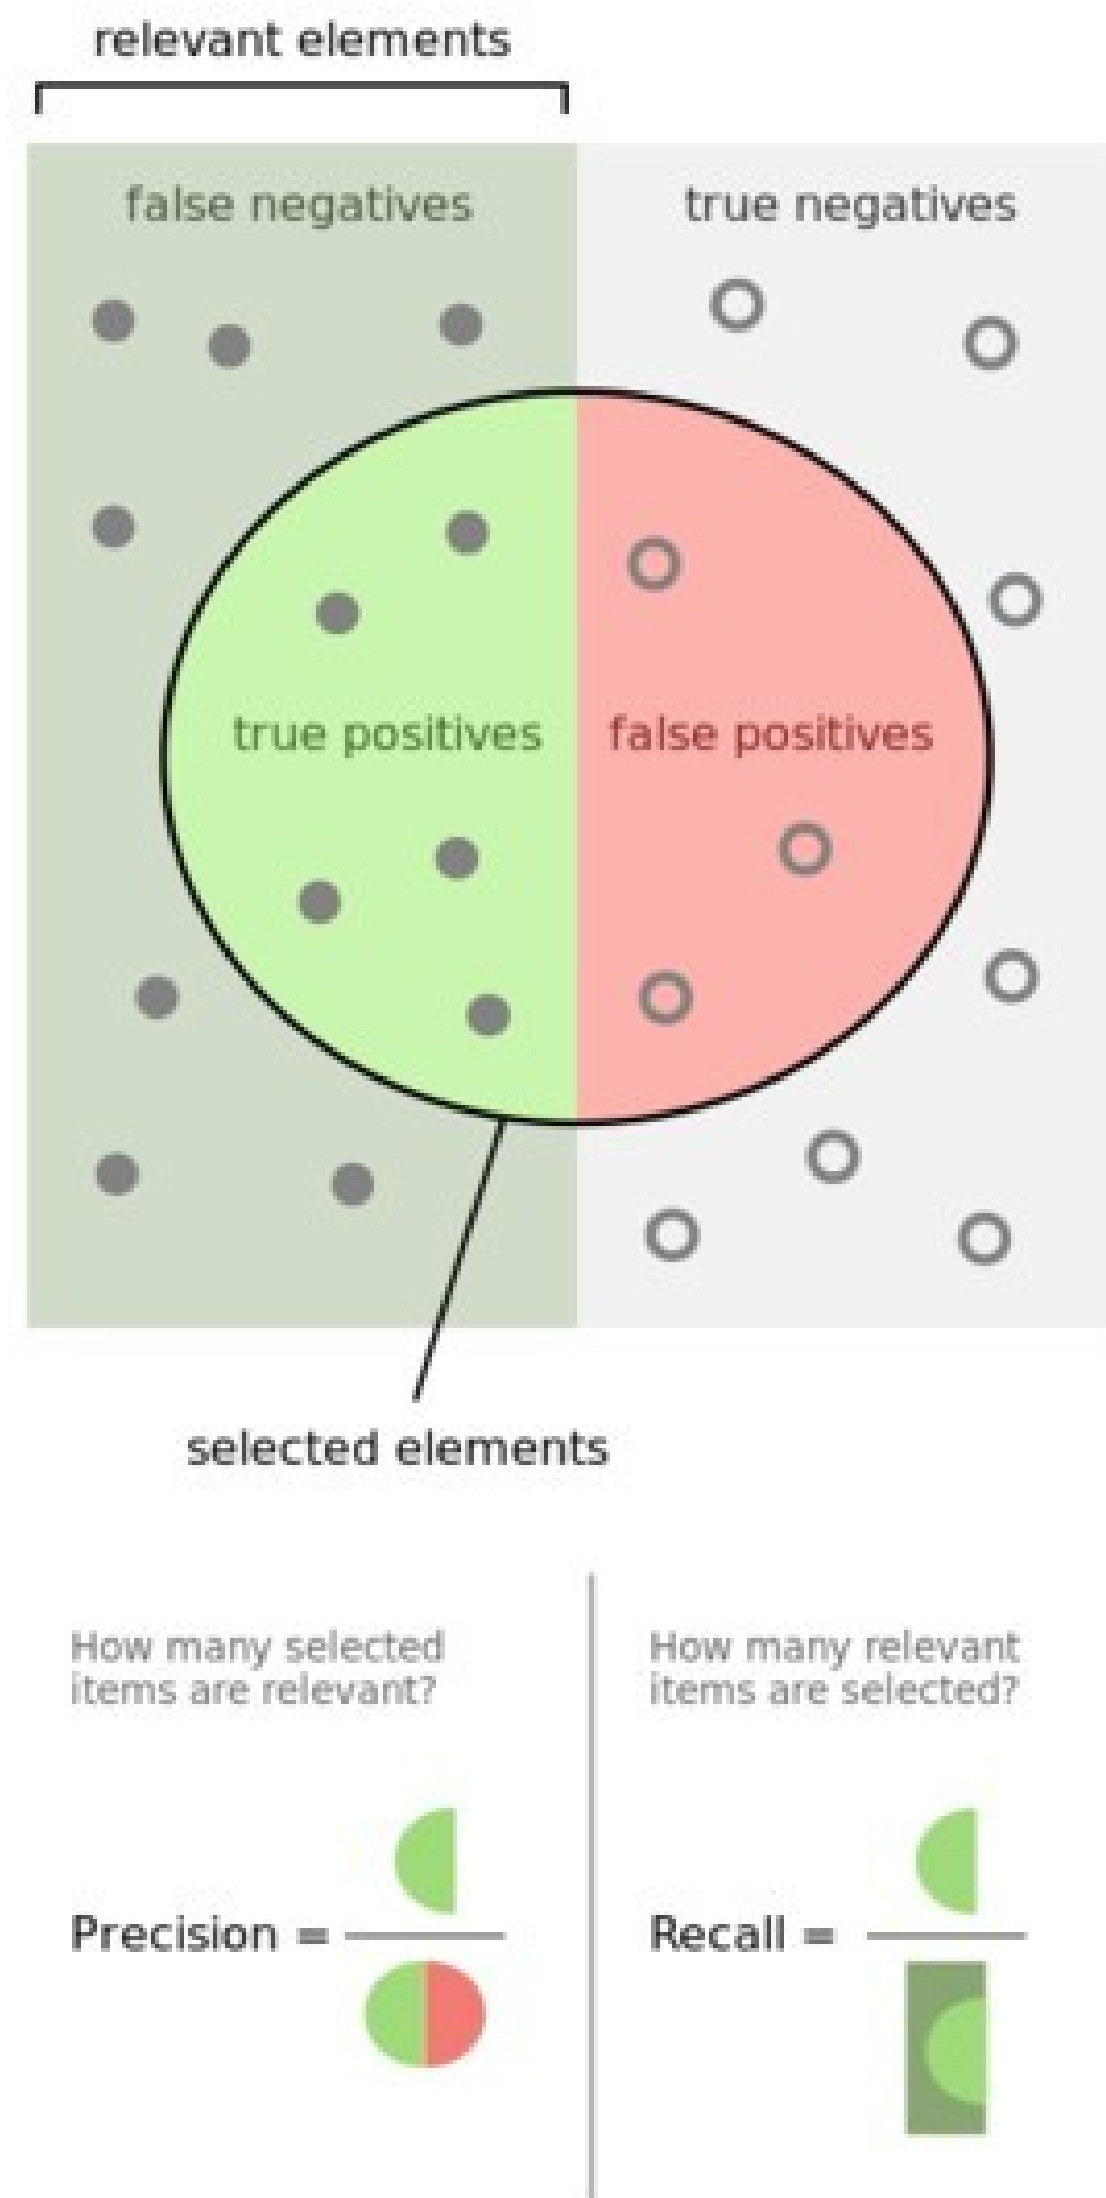 relevant elements
false negatives
true negatives
true positives
false positives
selected elements
How many selected
items are relevant?
How many relevant
items are selected?
Precision =
Recall =